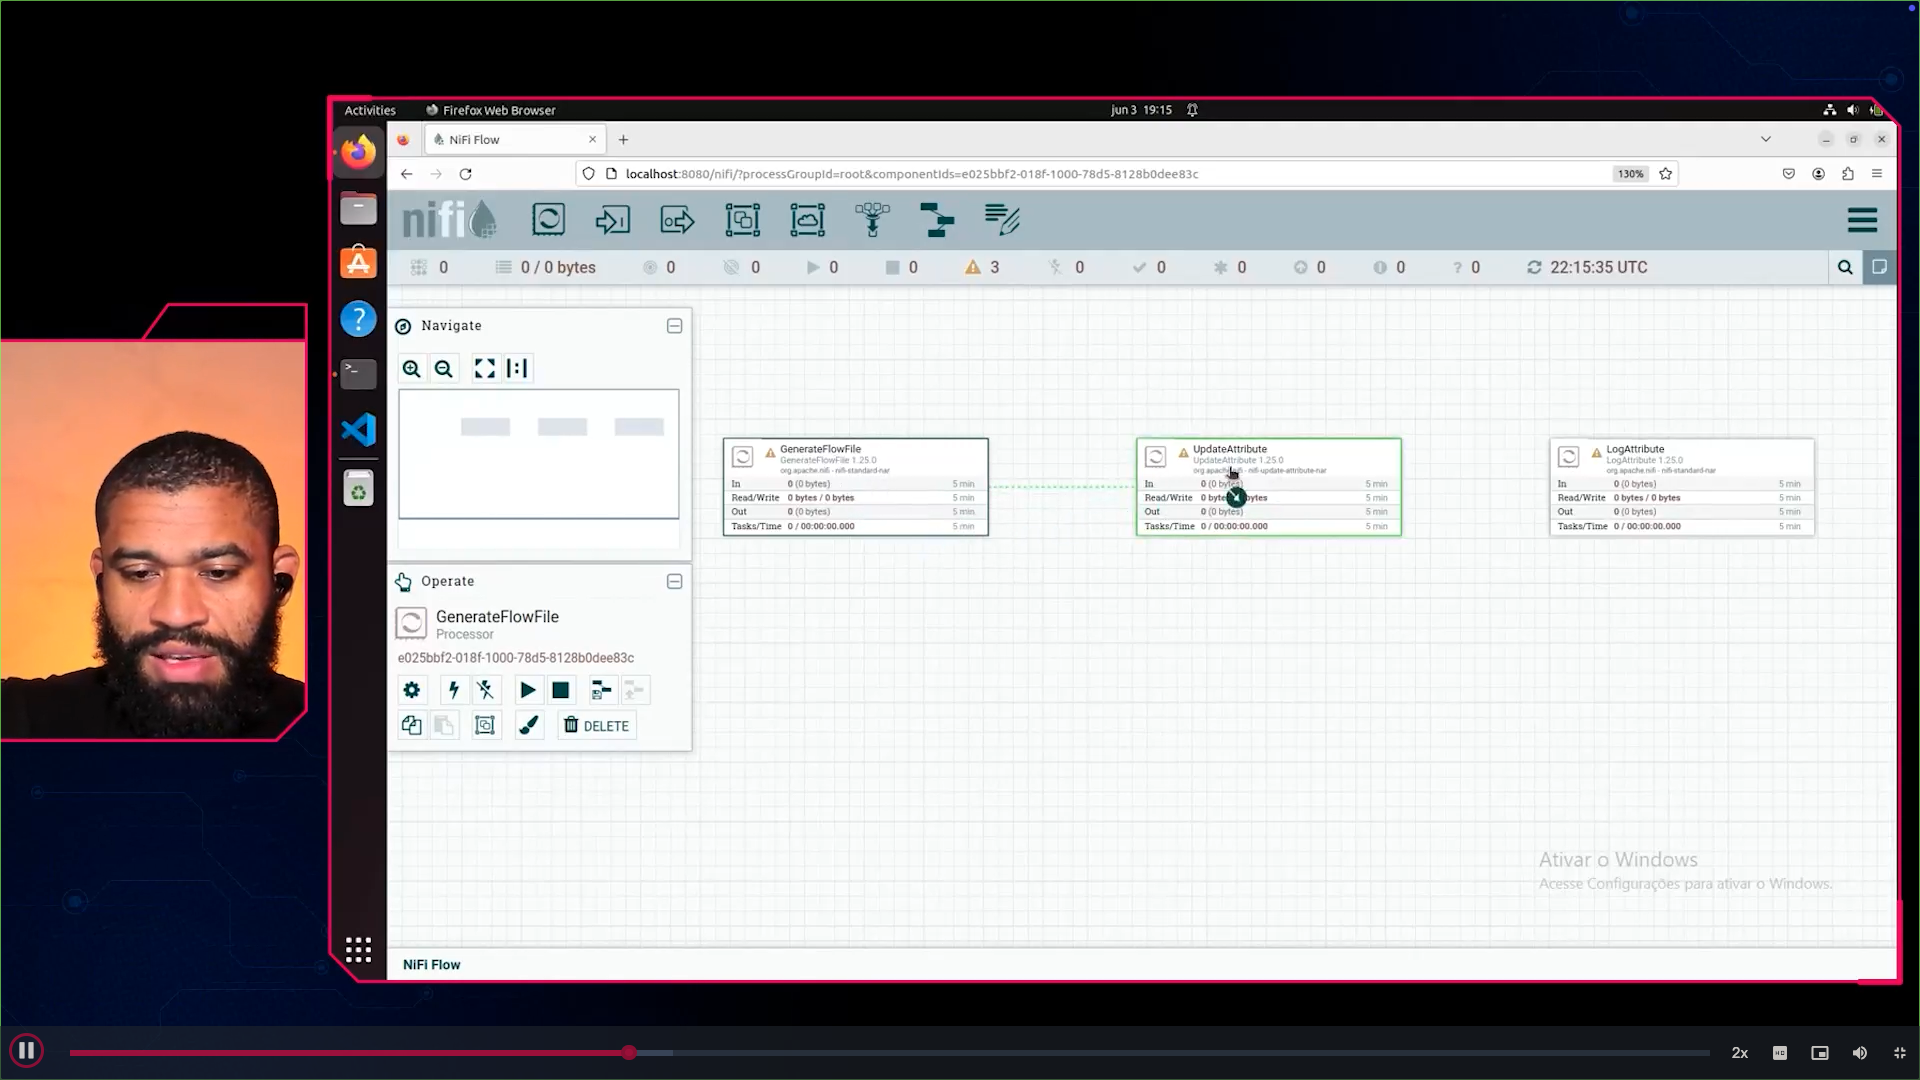 Activities
Firefox Web Browser
jun 3 19:15
NiFi Flow
localhost:8080/nifi/?processGroupId=root&componentIds=e025bbf2-018f-1000-78d5-8128b0dee83c
130%
nifi
0
0 / 0 bytes
0
0
0
0
3
0
0
0
0
0
? 0
22:15:35 UTC
Navigate
Operate
GenerateFlowFile
Processor
e025bbf2-018f-1000-78d5-8128b0dee83c
DELETE
GenerateFlowFile
GenerateFlowFile 1.25.0
org.apache.nifi - nifi-standard-nar
In 0 (0 bytes) 5 min
Read/Write 0 bytes / 0 bytes 5 min
Out 0 (0 bytes) 5 min
Tasks/Time 0 / 00:00:00.000 5 min
UpdateAttribute
UpdateAttribute 1.25.0
nifi-update-attribute-nar
In 0 (0 bytes) 5 min
Read/Write 0 bytes 5 min
Out 0 (0 bytes) 5 min
Tasks/Time 0 / 00:00:00.000 5 min
LogAttribute
LogAttribute 1.25.0
org.apache.nifi - nifi-standard-nar
In 0 (0 bytes) 5 min
Read/Write 0 bytes / 0 bytes 5 min
Out 0 (0 bytes) 5 min
Tasks/Time 0 / 00:00:00.000 5 min
Ativar o Windows
Acesse Configurações para ativar o Windows.
NiFi Flow
2x
HD